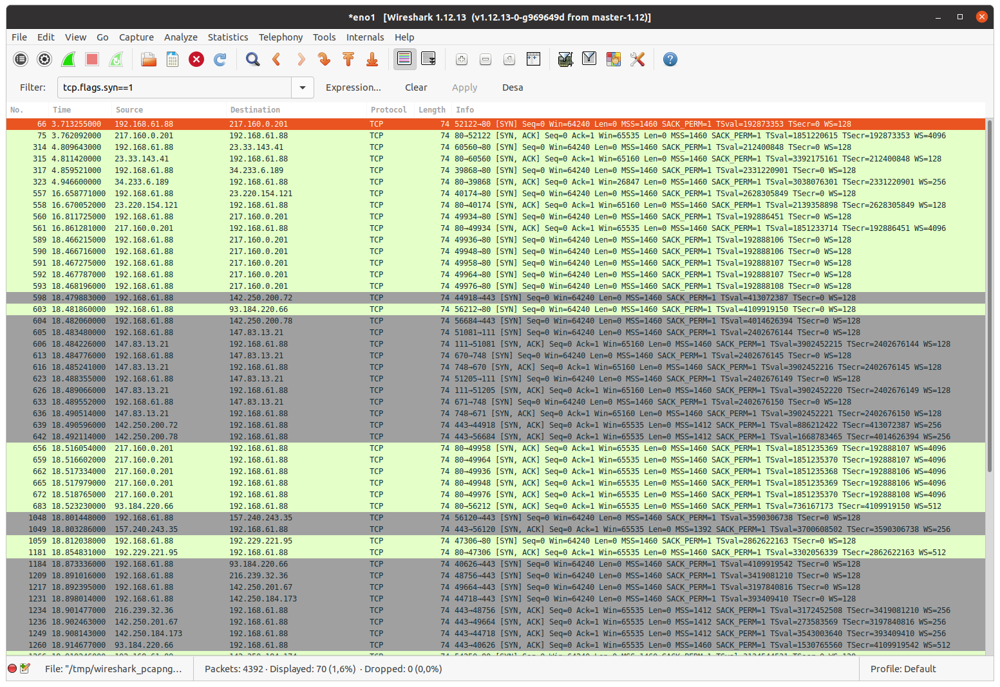 *eno1 [Wireshark 1.12.13 (v1.12.13-0-g969649d from master-1.12)]
File Edit View Go Capture Analyze Statistics Telephony Tools Internals Help
Filter: tcp.flags.syn==1 Expression... Clear Apply Desa
No. Time Source Destination Protocol Length Info
66 3.713255000 192.168.61.88 217.160.0.201 TCP 74 52122→80 [SYN] Seq=0 Win=64240 Len=0 MSS=1460 SACK_PERM=1 TSval=192873353 TSecr=0 WS=128
75 3.762092000 217.160.0.201 192.168.61.88 TCP 74 80→52122 [SYN, ACK] Seq=0 Ack=1 Win=65535 Len=0 MSS=1460 SACK_PERM=1 TSval=1851220615 TSecr=192873353 WS=4096
314 4.809643000 192.168.61.88 23.33.143.41 TCP 74 60560→80 [SYN] Seq=0 Win=64240 Len=0 MSS=1460 SACK_PERM=1 TSval=212400848 TSecr=0 WS=128
315 4.811420000 23.33.143.41 192.168.61.88 TCP 74 80→60560 [SYN, ACK] Seq=0 Ack=1 Win=65160 Len=0 MSS=1460 SACK_PERM=1 TSval=3392175161 TSecr=212400848 WS=128
317 4.859521000 192.168.61.88 34.233.6.189 TCP 74 39868→80 [SYN] Seq=0 Win=64240 Len=0 MSS=1460 SACK_PERM=1 TSval=2331220901 TSecr=0 WS=128
323 4.946600000 34.233.6.189 192.168.61.88 TCP 74 80→39868 [SYN, ACK] Seq=0 Ack=1 Win=26847 Len=0 MSS=1460 SACK_PERM=1 TSval=3038076301 TSecr=2331220901 WS=256
557 16.658771000 192.168.61.88 23.220.154.121 TCP 74 40174→80 [SYN] Seq=0 Win=64240 Len=0 MSS=1460 SACK_PERM=1 TSval=2628305849 TSecr=0 WS=128
558 16.670052000 23.220.154.121 192.168.61.88 TCP 74 80→40174 [SYN, ACK] Seq=0 Ack=1 Win=65160 Len=0 MSS=1460 SACK_PERM=1 TSval=2139358898 TSecr=2628305849 WS=128
560 16.811725000 192.168.61.88 217.160.0.201 TCP 74 49934→80 [SYN] Seq=0 Win=64240 Len=0 MSS=1460 SACK_PERM=1 TSval=192886451 TSecr=0 WS=128
561 16.861281000 217.160.0.201 192.168.61.88 TCP 74 80→49934 [SYN, ACK] Seq=0 Ack=1 Win=65535 Len=0 MSS=1460 SACK_PERM=1 TSval=1851233714 TSecr=192886451 WS=4096
589 18.466215000 192.168.61.88 217.160.0.201 TCP 74 49936→80 [SYN] Seq=0 Win=64240 Len=0 MSS=1460 SACK_PERM=1 TSval=192888106 TSecr=0 WS=128
590 18.466716000 192.168.61.88 217.160.0.201 TCP 74 49948→80 [SYN] Seq=0 Win=64240 Len=0 MSS=1460 SACK_PERM=1 TSval=192888106 TSecr=0 WS=128
591 18.467275000 192.168.61.88 217.160.0.201 TCP 74 49958→80 [SYN] Seq=0 Win=64240 Len=0 MSS=1460 SACK_PERM=1 TSval=192888107 TSecr=0 WS=128
592 18.467787000 192.168.61.88 217.160.0.201 TCP 74 49964→80 [SYN] Seq=0 Win=64240 Len=0 MSS=1460 SACK_PERM=1 TSval=192888107 TSecr=0 WS=128
593 18.468196000 192.168.61.88 217.160.0.201 TCP 74 49976→80 [SYN] Seq=0 Win=64240 Len=0 MSS=1460 SACK_PERM=1 TSval=192888108 TSecr=0 WS=128
598 18.479883000 192.168.61.88 142.250.200.72 TCP 74 44918→443 [SYN] Seq=0 Win=64240 Len=0 MSS=1460 SACK_PERM=1 TSval=413072387 TSecr=0 WS=128
603 18.481860000 192.168.61.88 93.184.220.66 TCP 74 56212→80 [SYN] Seq=0 Win=64240 Len=0 MSS=1460 SACK_PERM=1 TSval=4109919150 TSecr=0 WS=128
604 18.482060000 192.168.61.88 142.250.200.78 TCP 74 56684→443 [SYN] Seq=0 Win=64240 Len=0 MSS=1460 SACK_PERM=1 TSval=4014626394 TSecr=0 WS=128
605 18.483480000 192.168.61.88 147.83.13.21 TCP 74 51081→111 [SYN] Seq=0 Win=64240 Len=0 MSS=1460 SACK_PERM=1 TSval=2402676144 TSecr=0 WS=128
606 18.484226000 147.83.13.21 192.168.61.88 TCP 74 111→51081 [SYN, ACK] Seq=0 Ack=1 Win=65160 Len=0 MSS=1460 SACK_PERM=1 TSval=3902452215 TSecr=2402676144 WS=128
613 18.484776000 192.168.61.88 147.83.13.21 TCP 74 670→748 [SYN] Seq=0 Win=64240 Len=0 MSS=1460 SACK_PERM=1 TSval=2402676145 TSecr=0 WS=128
616 18.485241000 147.83.13.21 192.168.61.88 TCP 74 748→670 [SYN, ACK] Seq=0 Ack=1 Win=65160 Len=0 MSS=1460 SACK_PERM=1 TSval=3902452216 TSecr=2402676145 WS=128
623 18.488355000 192.168.61.88 147.83.13.21 TCP 74 51205→111 [SYN] Seq=0 Win=64240 Len=0 MSS=1460 SACK_PERM=1 TSval=2402676149 TSecr=0 WS=128
626 18.489066000 147.83.13.21 192.168.61.88 TCP 74 111→51205 [SYN, ACK] Seq=0 Ack=1 Win=65160 Len=0 MSS=1460 SACK_PERM=1 TSval=3902452220 TSecr=2402676149 WS=128
633 18.489552000 192.168.61.88 147.83.13.21 TCP 74 671→748 [SYN] Seq=0 Win=64240 Len=0 MSS=1460 SACK_PERM=1 TSval=2402676150 TSecr=0 WS=128
636 18.490514000 147.83.13.21 192.168.61.88 TCP 74 748→671 [SYN, ACK] Seq=0 Ack=1 Win=65160 Len=0 MSS=1460 SACK_PERM=1 TSval=3902452221 TSecr=2402676150 WS=128
639 18.490596000 142.250.200.72 192.168.61.88 TCP 74 443→44918 [SYN, ACK] Seq=0 Ack=1 Win=65535 Len=0 MSS=1412 SACK_PERM=1 TSval=886212422 TSecr=413072387 WS=256
642 18.492114000 142.250.200.78 192.168.61.88 TCP 74 443→56684 [SYN, ACK] Seq=0 Ack=1 Win=65535 Len=0 MSS=1412 SACK_PERM=1 TSval=1668783465 TSecr=4014626394 WS=256
656 18.516054000 217.160.0.201 192.168.61.88 TCP 74 80→49958 [SYN, ACK] Seq=0 Ack=1 Win=65535 Len=0 MSS=1460 SACK_PERM=1 TSval=1851235369 TSecr=192888107 WS=4096
659 18.516602000 217.160.0.201 192.168.61.88 TCP 74 80→49964 [SYN, ACK] Seq=0 Ack=1 Win=65535 Len=0 MSS=1460 SACK_PERM=1 TSval=1851235370 TSecr=192888107 WS=4096
662 18.517334000 217.160.0.201 192.168.61.88 TCP 74 80→49936 [SYN, ACK] Seq=0 Ack=1 Win=65535 Len=0 MSS=1460 SACK_PERM=1 TSval=1851235368 TSecr=192888106 WS=4096
665 18.517979000 217.160.0.201 192.168.61.88 TCP 74 80→49948 [SYN, ACK] Seq=0 Ack=1 Win=65535 Len=0 MSS=1460 SACK_PERM=1 TSval=1851235369 TSecr=192888106 WS=4096
672 18.518765000 217.160.0.201 192.168.61.88 TCP 74 80→49976 [SYN, ACK] Seq=0 Ack=1 Win=65535 Len=0 MSS=1460 SACK_PERM=1 TSval=1851235370 TSecr=192888108 WS=4096
683 18.523230000 93.184.220.66 192.168.61.88 TCP 74 80→56212 [SYN, ACK] Seq=0 Ack=1 Win=65535 Len=0 MSS=1460 SACK_PERM=1 TSval=736167173 TSecr=4109919150 WS=512
1048 18.801448000 192.168.61.88 157.240.243.35 TCP 74 56120→443 [SYN] Seq=0 Win=64240 Len=0 MSS=1460 SACK_PERM=1 TSval=3590306738 TSecr=0 WS=128
1049 18.803286000 157.240.243.35 192.168.61.88 TCP 74 443→56120 [SYN, ACK] Seq=0 Ack=1 Win=65535 Len=0 MSS=1392 SACK_PERM=1 TSval=3700608502 TSecr=3590306738 WS=256
1059 18.812038000 192.168.61.88 192.229.221.95 TCP 74 47306→80 [SYN] Seq=0 Win=64240 Len=0 MSS=1460 SACK_PERM=1 TSval=2862622163 TSecr=0 WS=128
1181 18.854831000 192.229.221.95 192.168.61.88 TCP 74 80→47306 [SYN, ACK] Seq=0 Ack=1 Win=65535 Len=0 MSS=1460 SACK_PERM=1 TSval=3302056339 TSecr=2862622163 WS=512
1184 18.873336000 192.168.61.88 93.184.220.66 TCP 74 40626→443 [SYN] Seq=0 Win=64240 Len=0 MSS=1460 SACK_PERM=1 TSval=4109919542 TSecr=0 WS=128
1209 18.891016000 192.168.61.88 216.239.32.36 TCP 74 48756→443 [SYN] Seq=0 Win=64240 Len=0 MSS=1460 SACK_PERM=1 TSval=3419081210 TSecr=0 WS=128
1217 18.892395000 192.168.61.88 142.250.201.67 TCP 74 49664→443 [SYN] Seq=0 Win=64240 Len=0 MSS=1460 SACK_PERM=1 TSval=3197840816 TSecr=0 WS=128
1231 18.898014000 192.168.61.88 142.250.184.173 TCP 74 44718→443 [SYN] Seq=0 Win=64240 Len=0 MSS=1460 SACK_PERM=1 TSval=393409410 TSecr=0 WS=128
1234 18.901477000 216.239.32.36 192.168.61.88 TCP 74 443→48756 [SYN, ACK] Seq=0 Ack=1 Win=65535 Len=0 MSS=1412 SACK_PERM=1 TSval=3172452508 TSecr=3419081210 WS=256
1236 18.902463000 142.250.201.67 192.168.61.88 TCP 74 443→49664 [SYN, ACK] Seq=0 Ack=1 Win=65535 Len=0 MSS=1412 SACK_PERM=1 TSval=273583569 TSecr=3197840816 WS=256
1249 18.908143000 142.250.184.173 192.168.61.88 TCP 74 443→44718 [SYN, ACK] Seq=0 Ack=1 Win=65535 Len=0 MSS=1412 SACK_PERM=1 TSval=3543003640 TSecr=393409410 WS=256
1260 18.914677000 93.184.220.66 192.168.61.88 TCP 74 443→40626 [SYN, ACK] Seq=0 Ack=1 Win=65535 Len=0 MSS=1460 SACK_PERM=1 TSval=1530765560 TSecr=4109919542 WS=512
File: "/tmp/wireshark_pcapng... Packets: 4392 · Displayed: 70 (1,6%) · Dropped: 0 (0,0%) Profile: Default